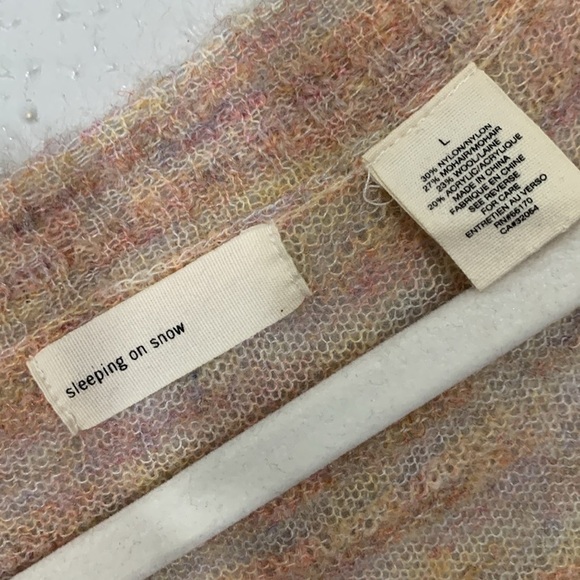 sleeping on snow
L
30% NYLON/NYLON
27% MOHAIR/MOHAIR
23% WOOL/LAINE
20% ACRYLIC/ACRYLIQUE
MADE IN CHINA
FABRIQUE EN CHINE
SEE REVERSE
FOR CARE
ENTRETIEN AU VERSO
RN#66170
CA#32064